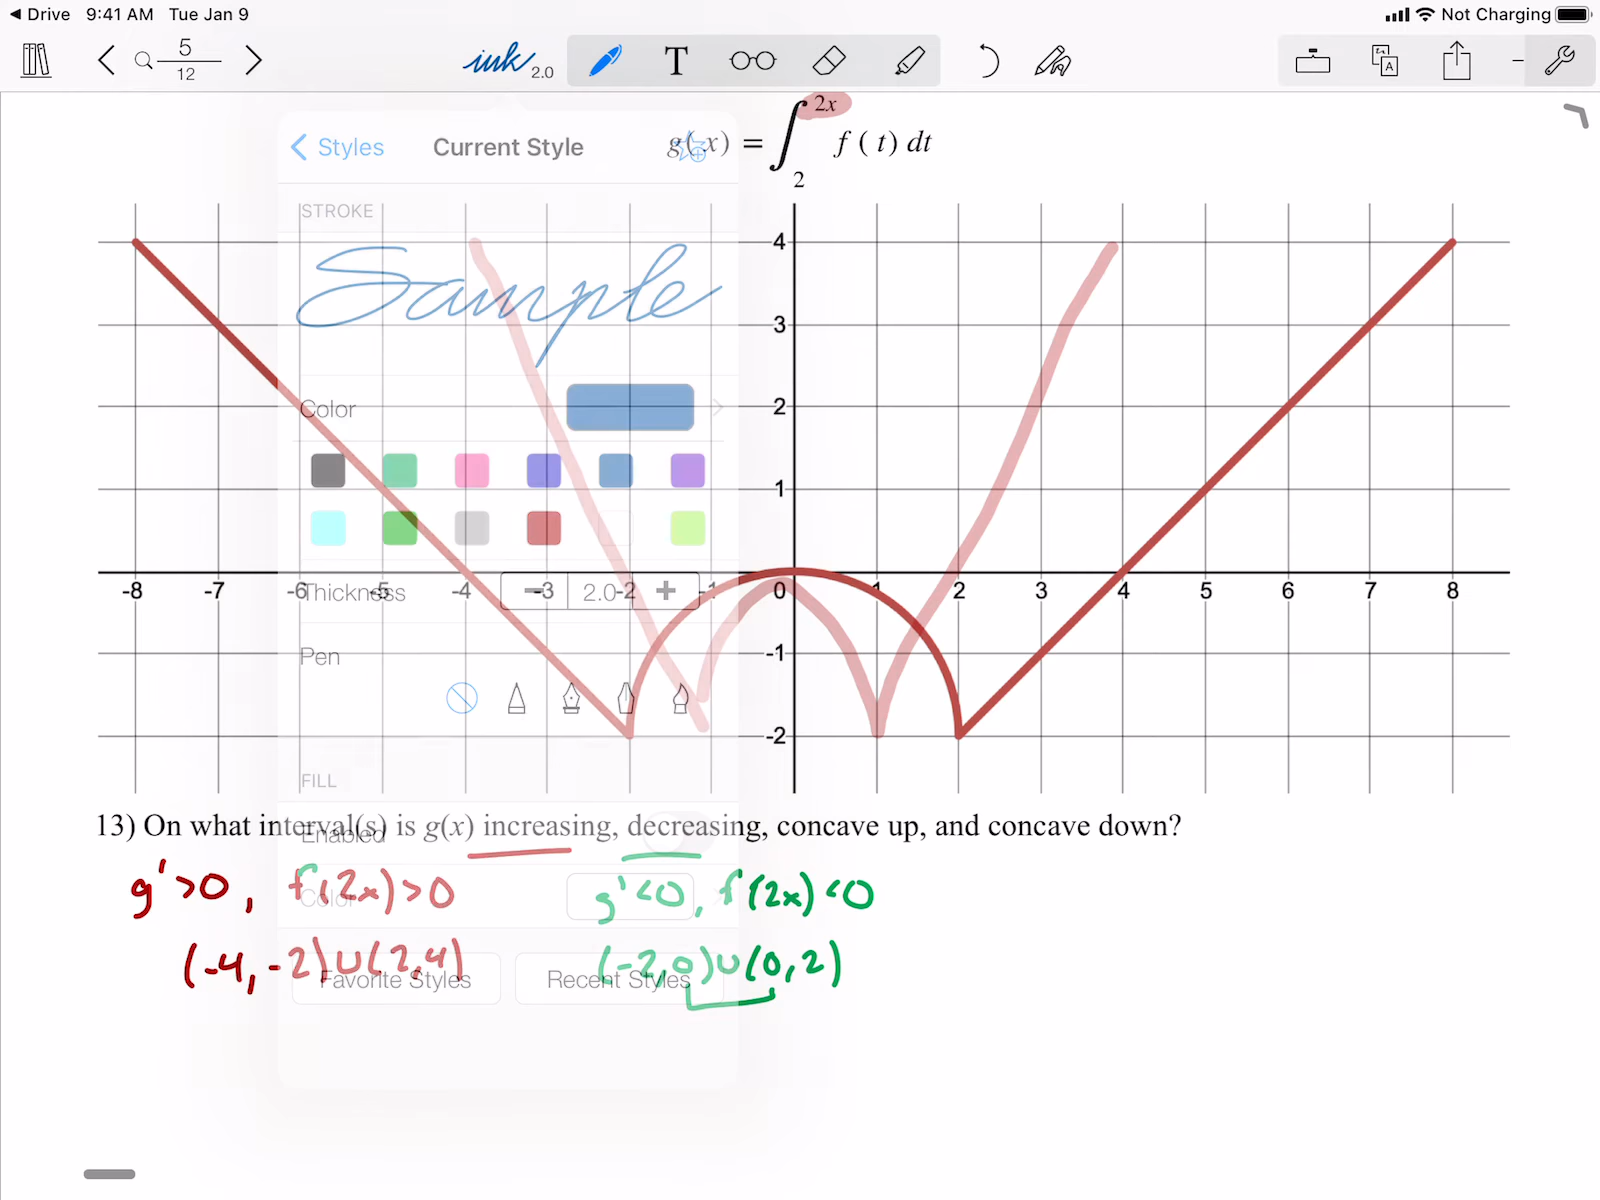 Drive 9:41 AM Tue Jan 9 Not Charging
5
12
ink 2.0 T
2x
g(x) = ∫ f ( t) dt
2
Styles Current Style
STROKE
Sample
4
3
2
1
-1
-2
Color
-8 -7 -6 -5 -4 -3 -2 -1 0 1 2 3 4 5 6 7 8
Thickness − 2.0 +
Pen
FILL
13) On what interval(s) is g(x) increasing, decreasing, concave up, and concave down?
Enabled
g'>0, f(2x)>0 g'<0, f(2x)<0
Color
(-4,-2)∪(2,4) (-2,0)∪(0,2)
Favorite Styles Recent Styles